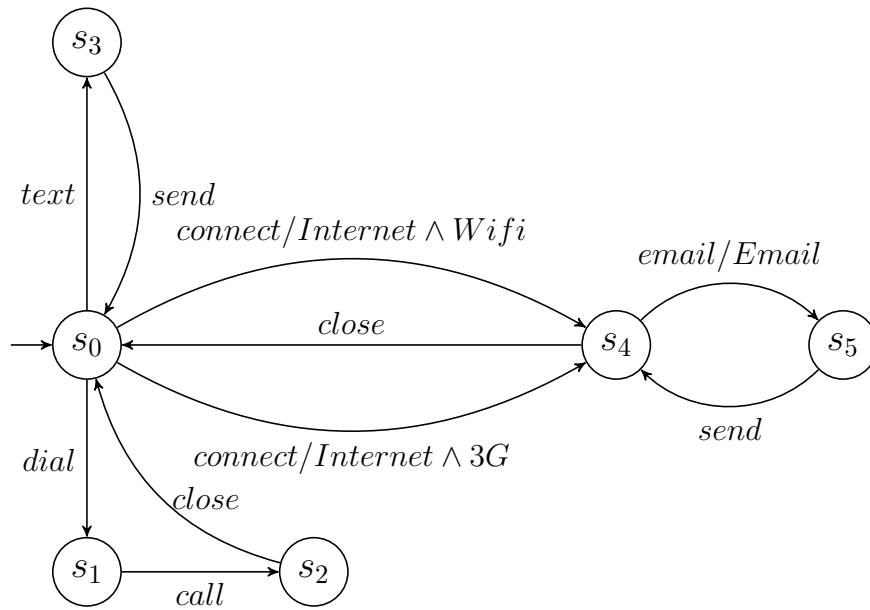 s3
text
send
connect/Internet ∧ Wifi
email/Email
s0
close
s4
s5
dial
connect/Internet ∧ 3G
send
close
s1
call
s2